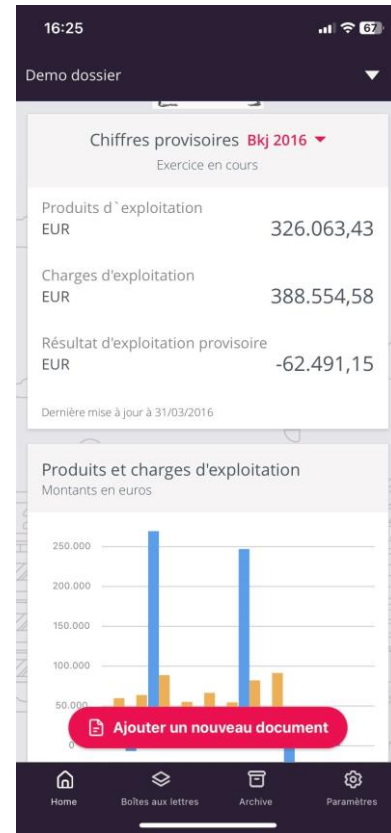 16:25
67
Demo dossier
Chiffres provisoires Bkj 2016
Exercice en cours
Produits d`exploitation
EUR
326.063,43
Charges d'exploitation
EUR
388.554,58
Résultat d'exploitation provisoire
EUR
-62.491,15
Dernière mise à jour à 31/03/2016
Produits et charges d'exploitation
Montants en euros
250.000
200.000
150.000
100.000
50.000
Ajouter un nouveau document
0
Home
Boîtes aux lettres
Archive
Paramètres